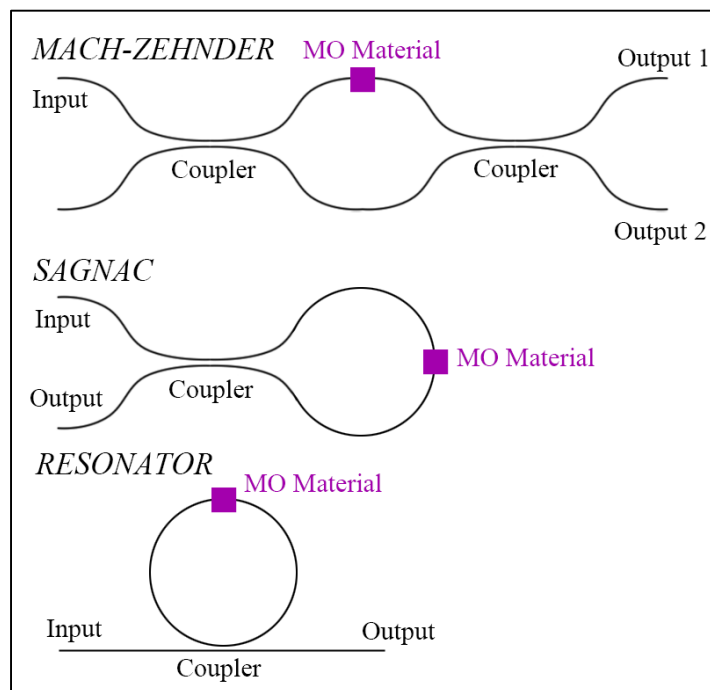 MACH-ZEHNDER
MO Material
Output 1
Input
Coupler
Coupler
Output 2
SAGNAC
Input
MO Material
Output
Coupler
RESONATOR
MO Material
Input
Output
Coupler